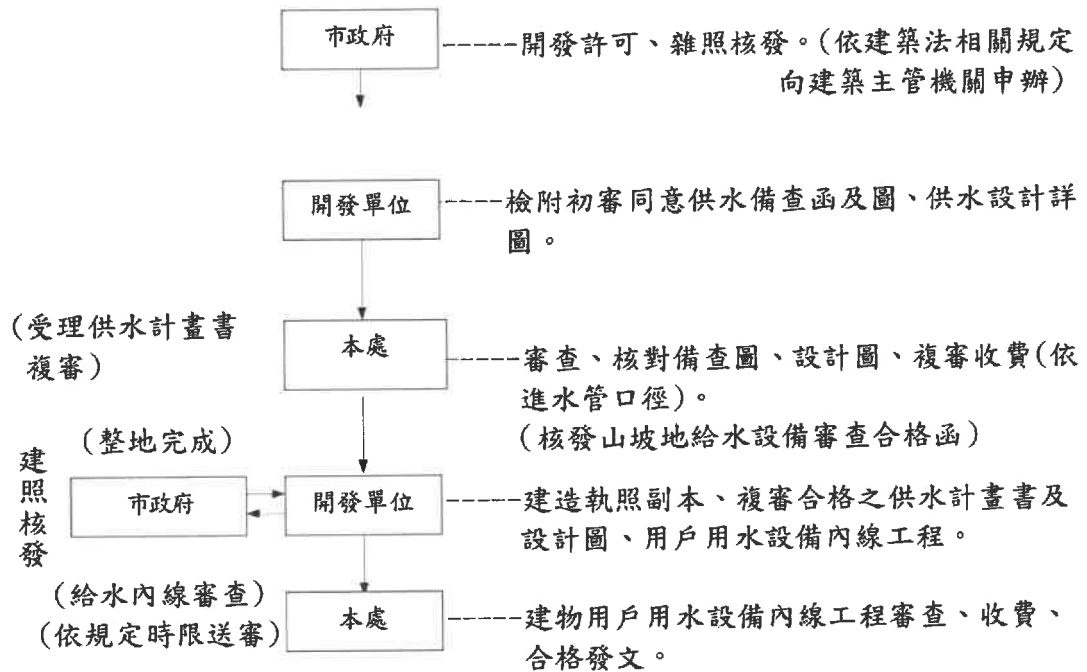 市政府
-----開發許可、雜照核發。(依建築法相關規定
向建築主管機關申辦)
開發單位
----檢附初審同意供水備查函及圖、供水設計詳
圖。
(受理供水計畫書
複審)
本處
----審查、核對備查圖、設計圖、複審收費(依
進水管口徑)。
(核發山坡地給水設備審查合格函)
(整地完成)
建照核發
市政府
開發單位
----建造執照副本、複審合格之供水計畫書及
設計圖、用戶用水設備內線工程。
(給水內線審查)
(依規定時限送審)
本處
----建物用戶用水設備內線工程審查、收費、
合格發文。